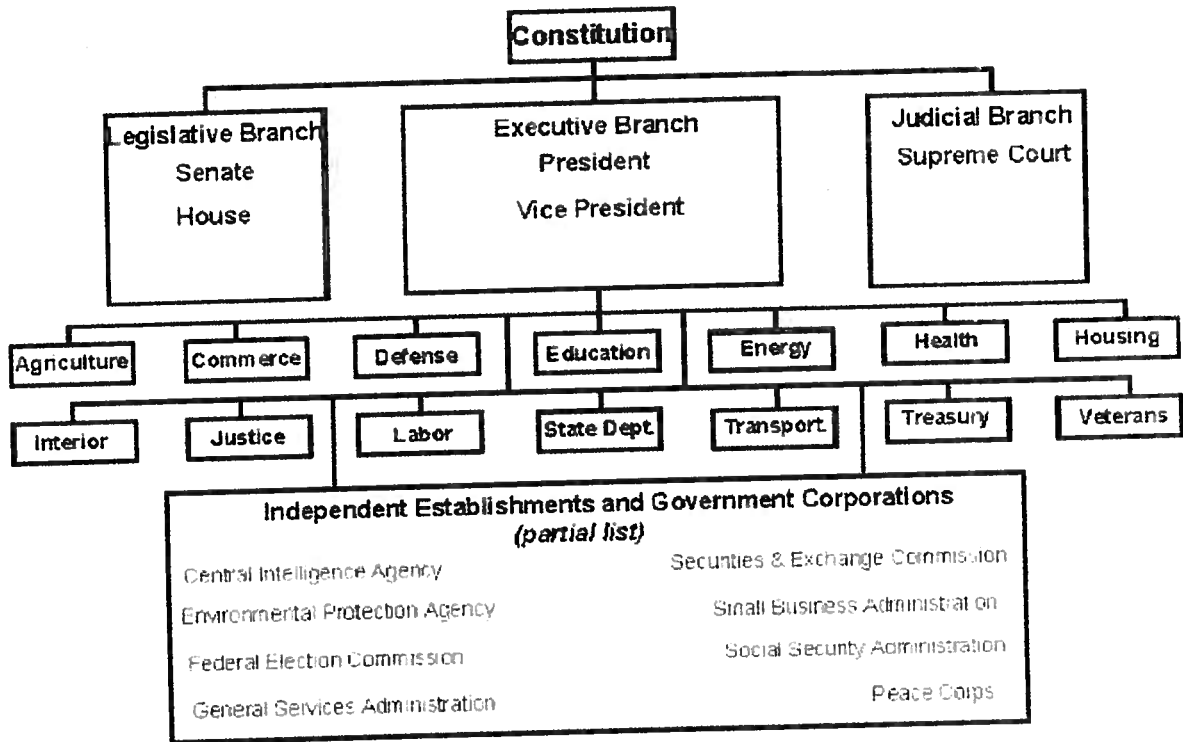 Constitution
Legislative Branch
Senate
House
Executive Branch
President
Vice President
Judicial Branch
Supreme Court
Agriculture
Commerce
Defense
Education
Energy
Health
Housing
Interior
Justice
Labor
State Dept.
Transport.
Treasury
Veterans
Independent Establishments and Government Corporations
(partial list)
Central Intelligence Agency
Environmental Protection Agency
Federal Election Commission
General Services Administration
Securities & Exchange Commission
Small Business Administration
Social Security Administration
Peace Corps